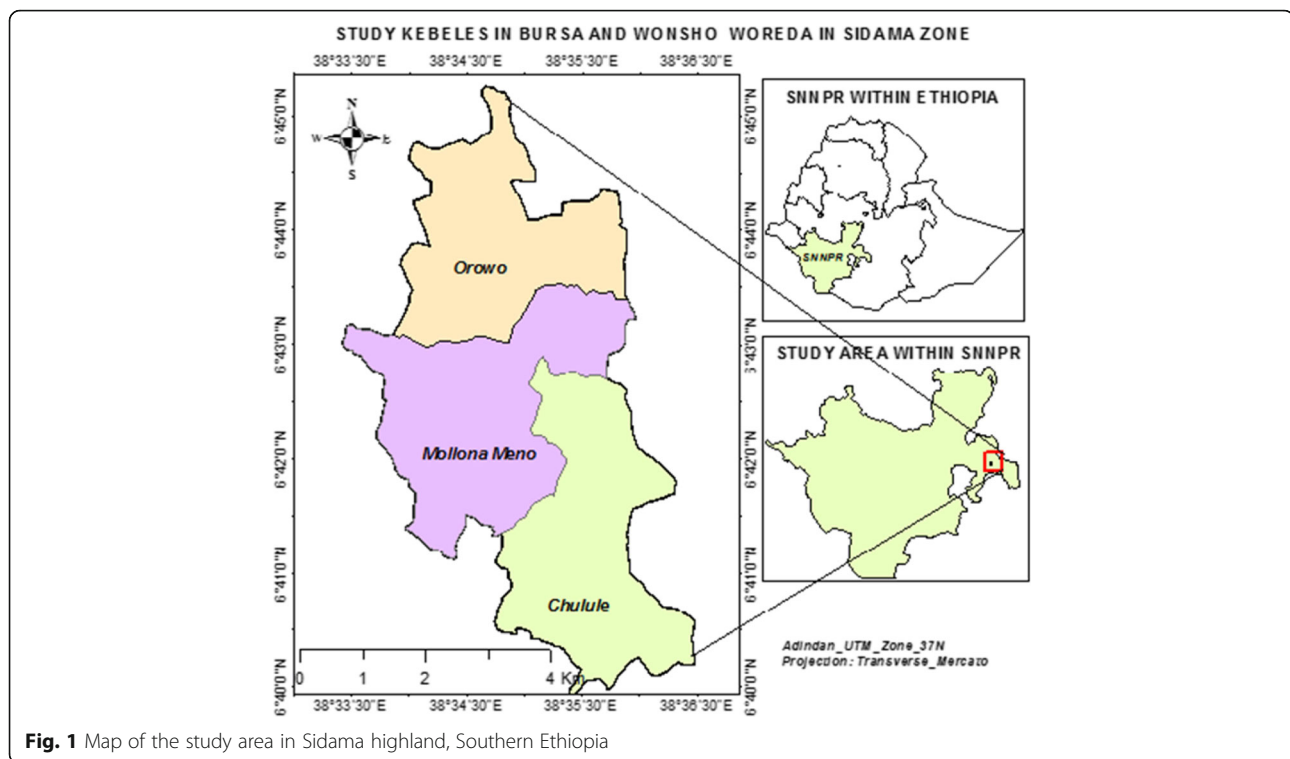 STUDY KEBELES IN BURSA AND WONSHO WOREDA IN SIDAMA ZONE
38°33'30"E 38°34'30"E 38°35'30"E 38°36'30"E
N
W E
S
6°45'0"N 6°45'0"N
6°44'0"N 6°44'0"N
6°43'0"N 6°43'0"N
6°42'0"N 6°42'0"N
6°41'0"N 6°41'0"N
6°40'0"N 6°40'0"N
Orowo
Mollona Meno
Chulule
0 1 2 4 Km
38°33'30"E 38°34'30"E 38°35'30"E 38°36'30"E
SNNPR WITHIN ETHIOPIA
SNNPR
STUDY AREA WITHIN SNNPR
Adindan_UTM_Zone_37N
Projection: Transverse_Mercato
Fig. 1 Map of the study area in Sidama highland, Southern Ethiopia